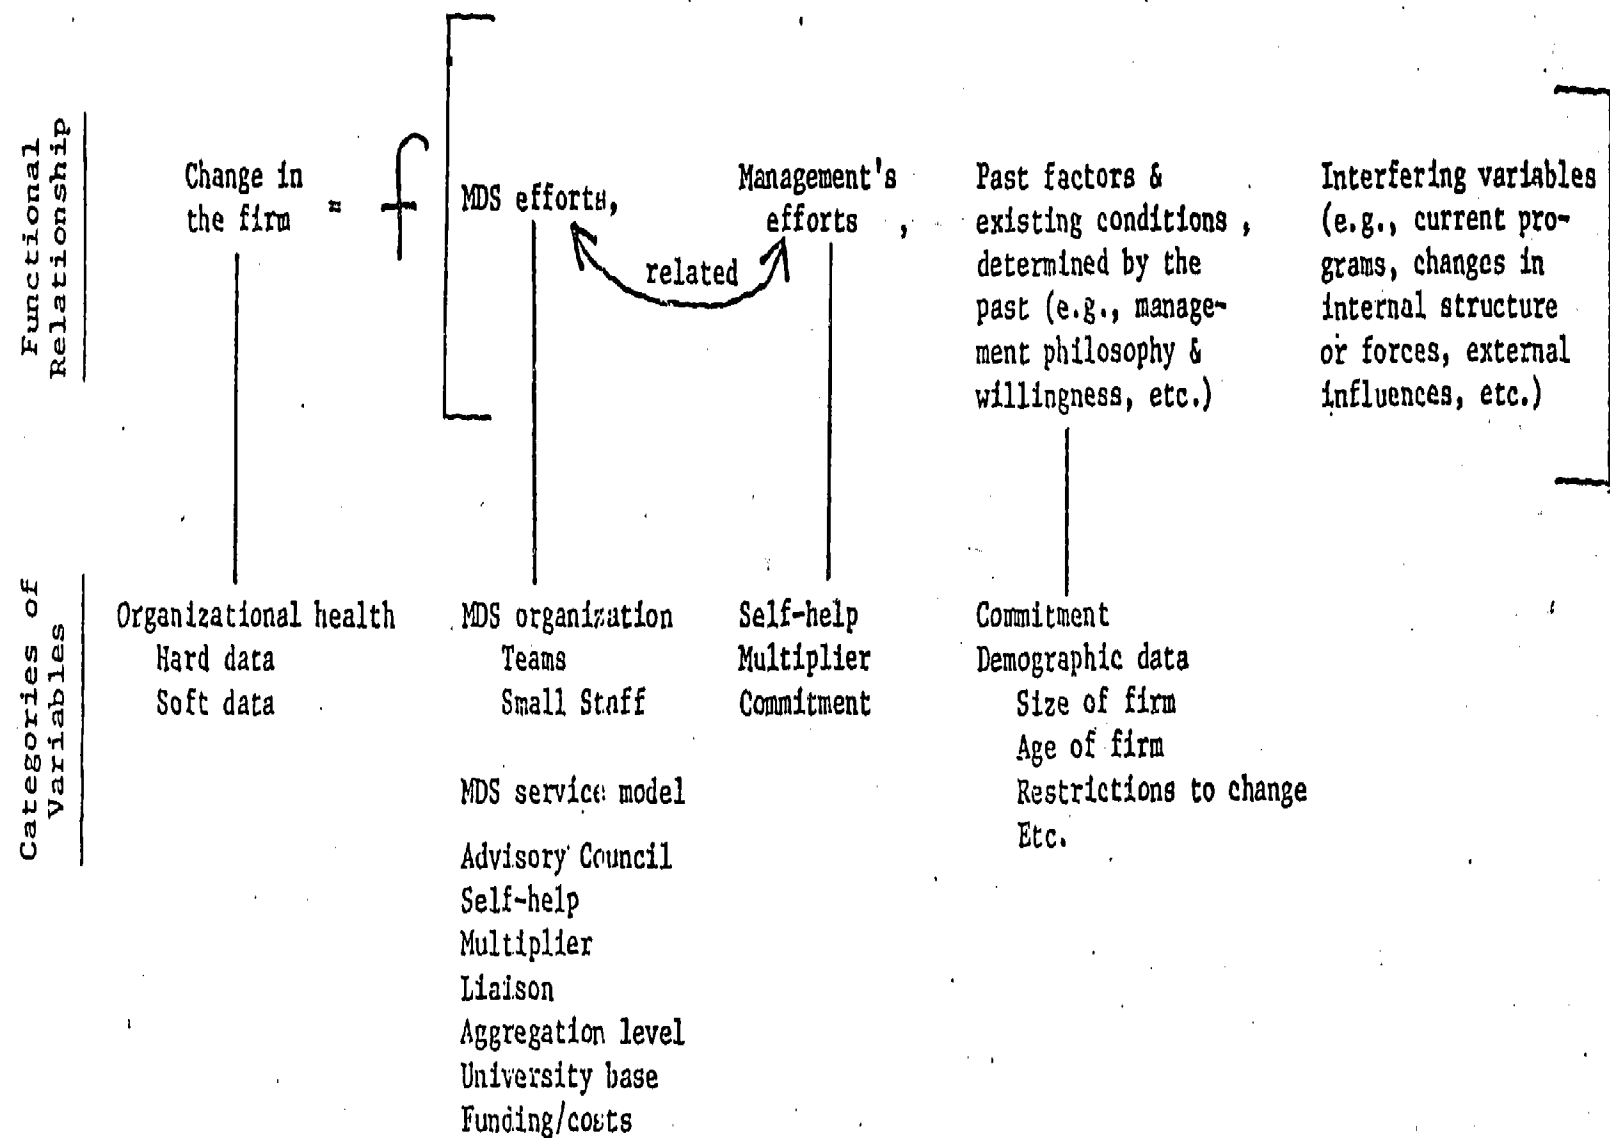 Functional
Relationship
Change in
the firm
=
f
MDS efforts,
Management's
efforts ,
related
Past factors &
existing conditions ,
determined by the
past (e.g., manage-
ment philosophy &
willingness, etc.)
Interfering variables
(e.g., current pro-
grams, changes in
internal structure
or forces, external
influences, etc.)
Categories of
Variables
Organizational health
Hard data
Soft data
MDS organization
Teams
Small Staff
MDS service model
Advisory Council
Self-help
Multiplier
Liaison
Aggregation level
University base
Funding/costs
Self-help
Multiplier
Commitment
Commitment
Demographic data
Size of firm
Age of firm
Restrictions to change
Etc.